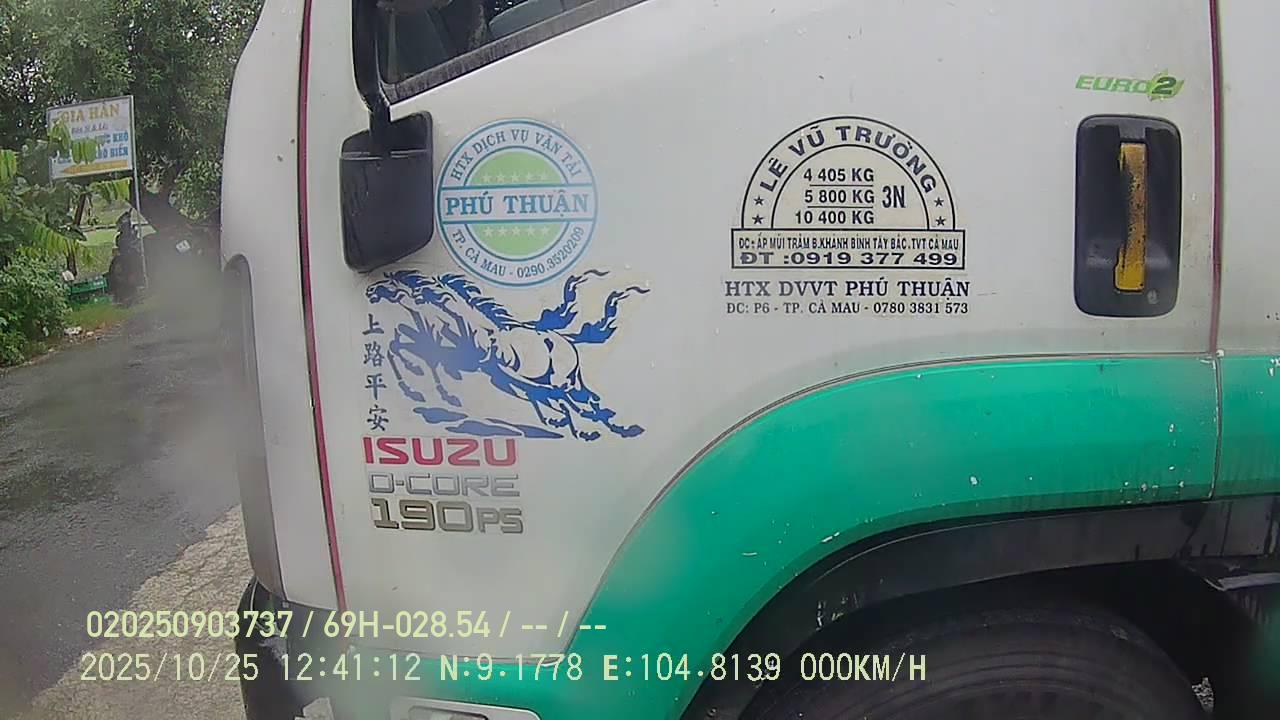 GIA HÂN
EURO 2
HTX DỊCH VỤ VẬN TẢI
PHÚ THUẬN
TP. CÀ MAU - 0290.3520209
LÊ VŨ TRƯỜNG
4 405 KG
5 800 KG
10 400 KG
3N
ĐC: ẤP MŨI TRÀM B.KHÁNH BÌNH TÂY BẮC.TVT CÀ MAU
ĐT :0919 377 499
HTX DVVT PHÚ THUẬN
ĐC: P6 - TP. CÀ MAU - 0780 3831 573
上路平安
ISUZU
D-CORE
190PS
020250903737 / 69H-028.54 / -- / --
2025/10/25 12:41:12 N:9.1778 E:104.8139 000KM/H